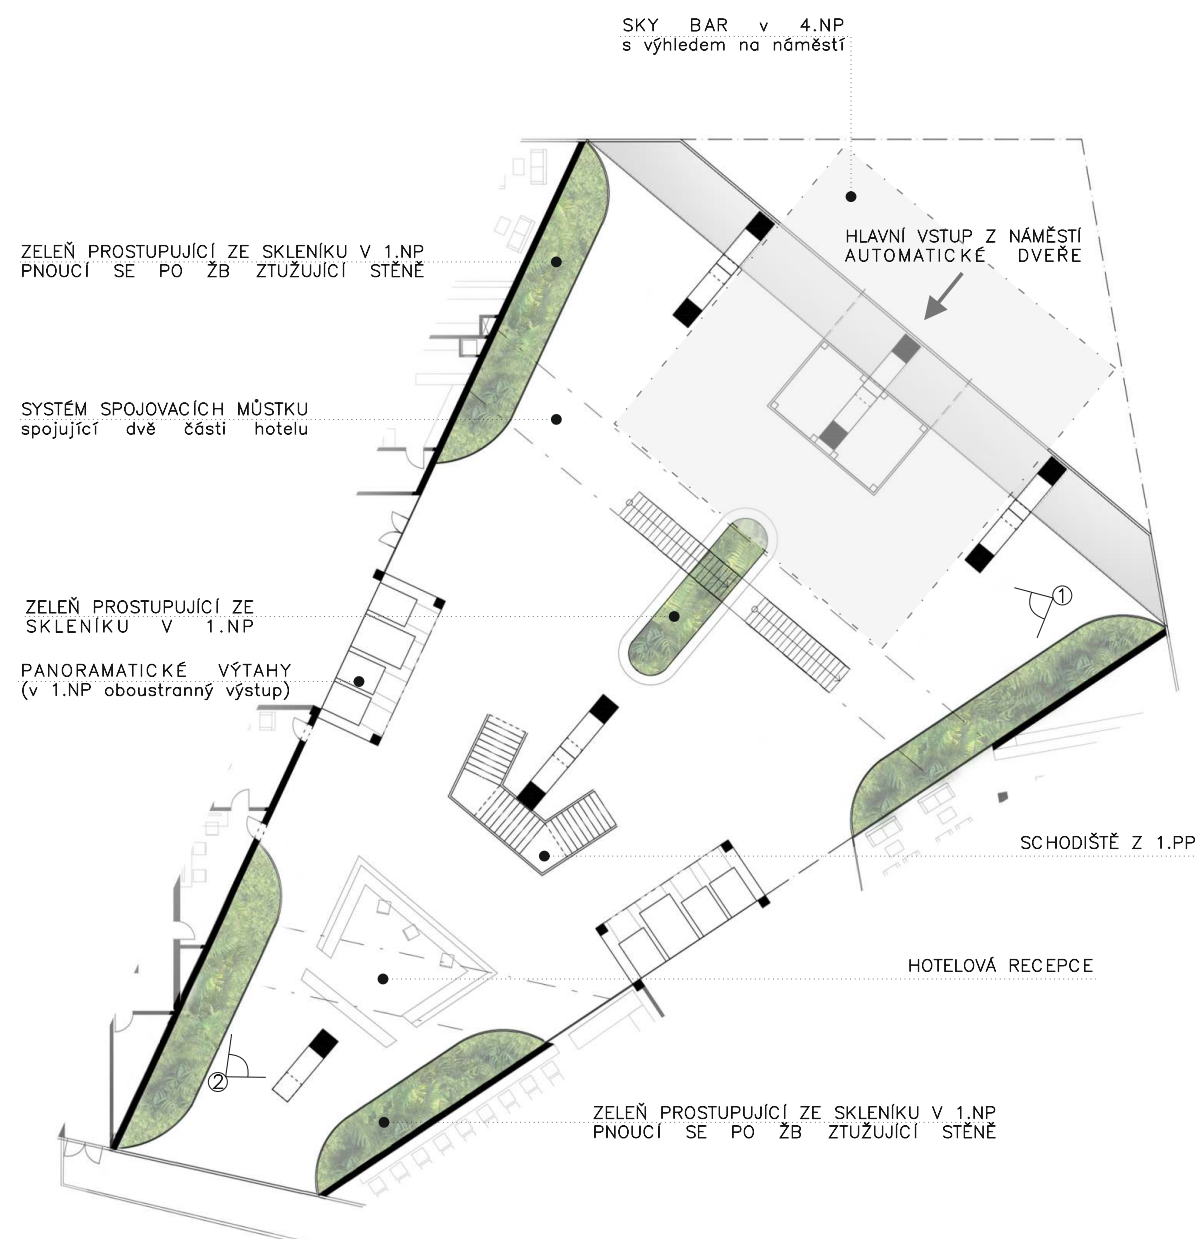 SKY BAR v 4.NP
s výhledem na náměstí
HLAVNÍ VSTUP Z NÁMĚSTÍ
AUTOMATICKÉ DVEŘE
ZELEŇ PROSTUPUJÍCÍ ZE SKLENÍKU V 1.NP
PNOUCÍ SE PO ŽB ZTUŽUJÍCÍ STĚNĚ
SYSTÉM SPOJOVACÍCH MŮSTKU
spojující dvě části hotelu
ZELEŇ PROSTUPUJÍCÍ ZE
SKLENÍKU V 1.NP
1
PANORAMATICKÉ VÝTAHY
(v 1.NP oboustranný výstup)
SCHODIŠTĚ Z 1.PP
HOTELOVÁ RECEPCE
2
ZELEŇ PROSTUPUJÍCÍ ZE SKLENÍKU V 1.NP
PNOUCÍ SE PO ŽB ZTUŽUJÍCÍ STĚNĚ